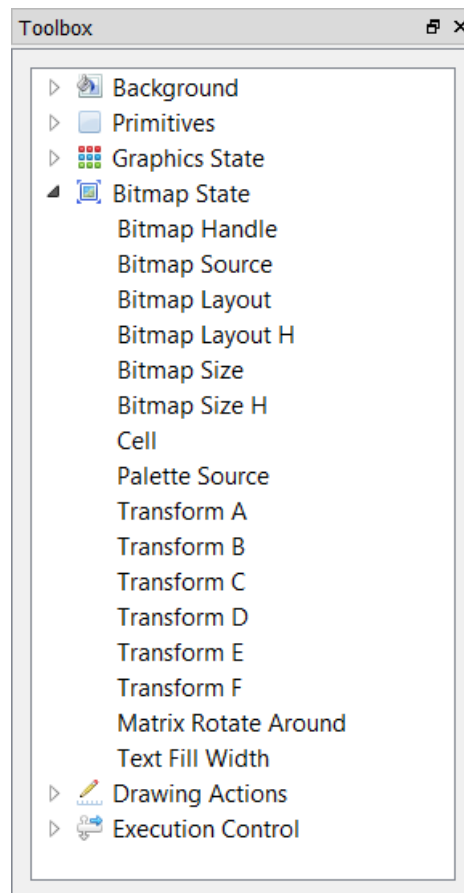 Toolbox
Background
Primitives
Graphics State
Bitmap State
Bitmap Handle
Bitmap Source
Bitmap Layout
Bitmap Layout H
Bitmap Size
Bitmap Size H
Cell
Palette Source
Transform A
Transform B
Transform C
Transform D
Transform E
Transform F
Matrix Rotate Around
Text Fill Width
Drawing Actions
Execution Control